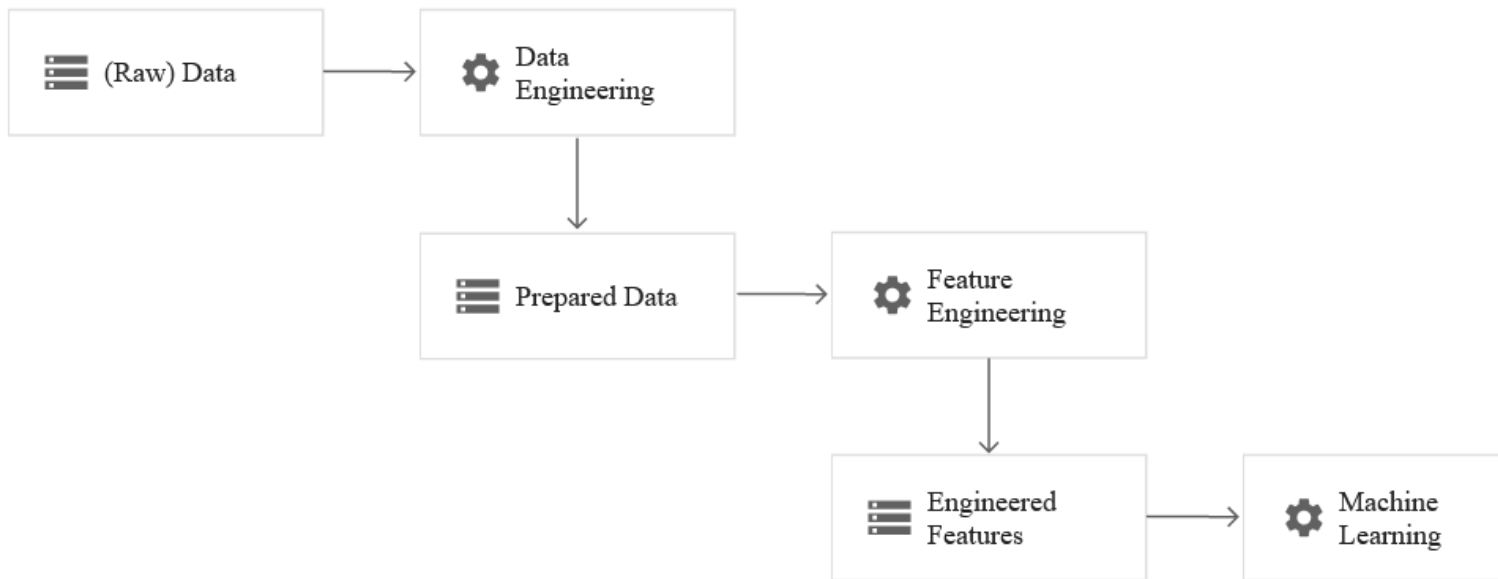 (Raw) Data
Data
Engineering
Prepared Data
Feature
Engineering
Engineered
Features
Machine
Learning